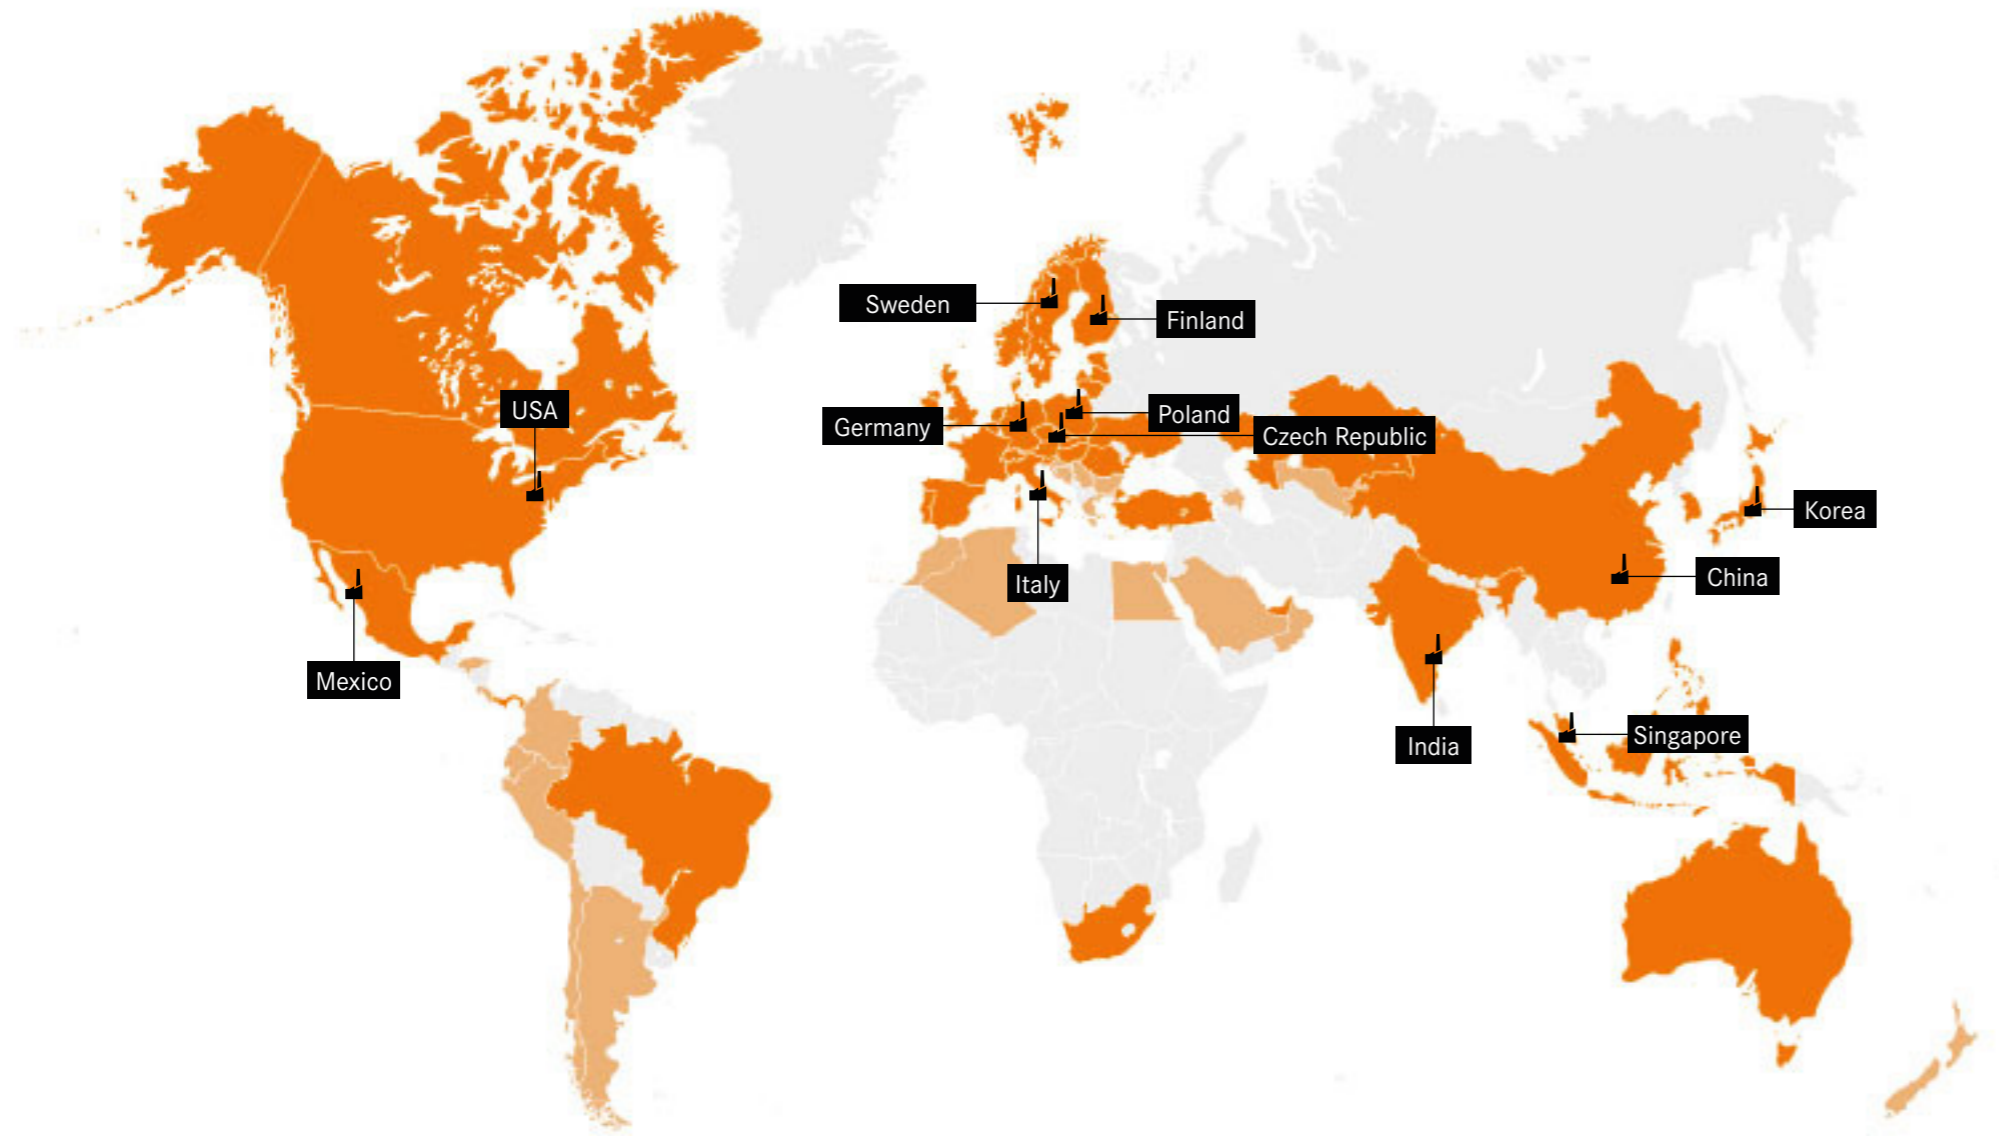 Sweden
Finland
USA
Germany
Poland
Czech Republic
Korea
China
Italy
Mexico
India
Singapore